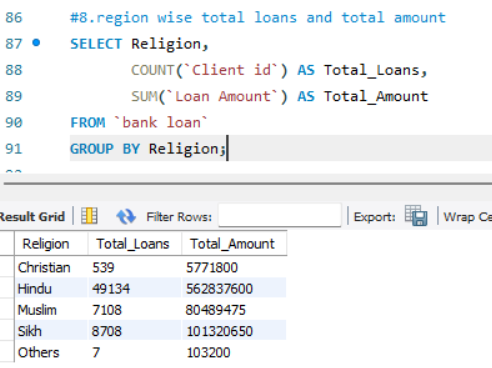 86 #8.region wise total loans and total amount
87 SELECT Religion,
88 COUNT(`Client id`) AS Total_Loans,
89 SUM(`Loan Amount`) AS Total_Amount
90 FROM `bank loan`
91 GROUP BY Religion;
Result Grid Filter Rows: Export: Wrap Ce
Religion Total_Loans Total_Amount
Christian 539 5771800
Hindu 49134 562837600
Muslim 7108 80489475
Sikh 8708 101320650
Others 7 103200